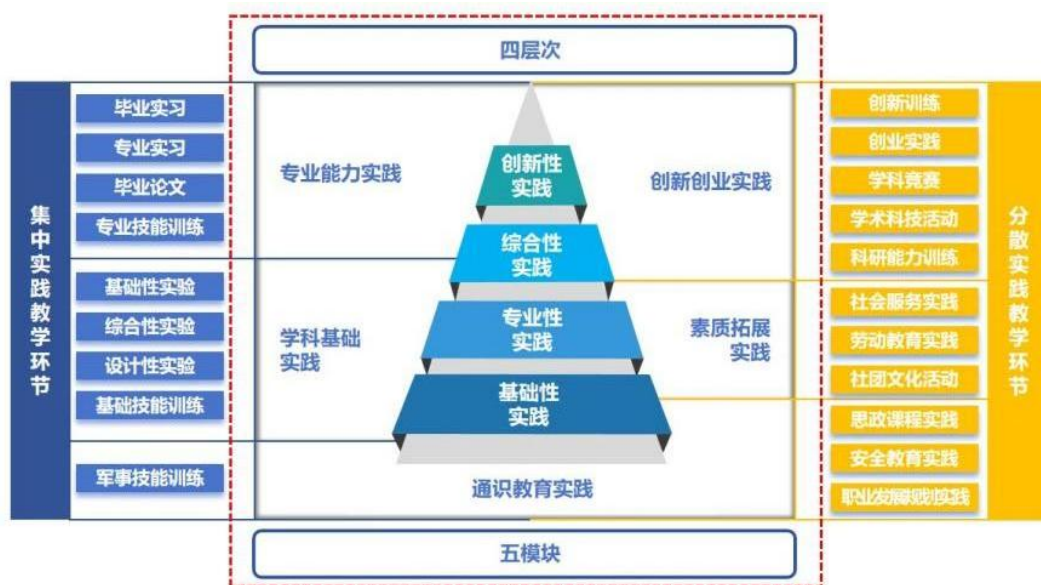 四层次
集中实践教学环节
毕业实习
专业实习
毕业论文
专业技能训练
基础性实验
综合性实验
设计性实验
基础技能训练
军事技能训练
专业能力实践
学科基础
实践
创新性
实践
综合性
实践
专业性
实践
基础性
实践
通识教育实践
创新创业实践
素质拓展
实践
创新训练
创业实践
学科竞赛
学术科技活动
科研能力训练
社会服务实践
劳动教育实践
社团文化活动
思政课程实践
安全教育实践
职业发展规划实践
分散实践教学环节
五模块